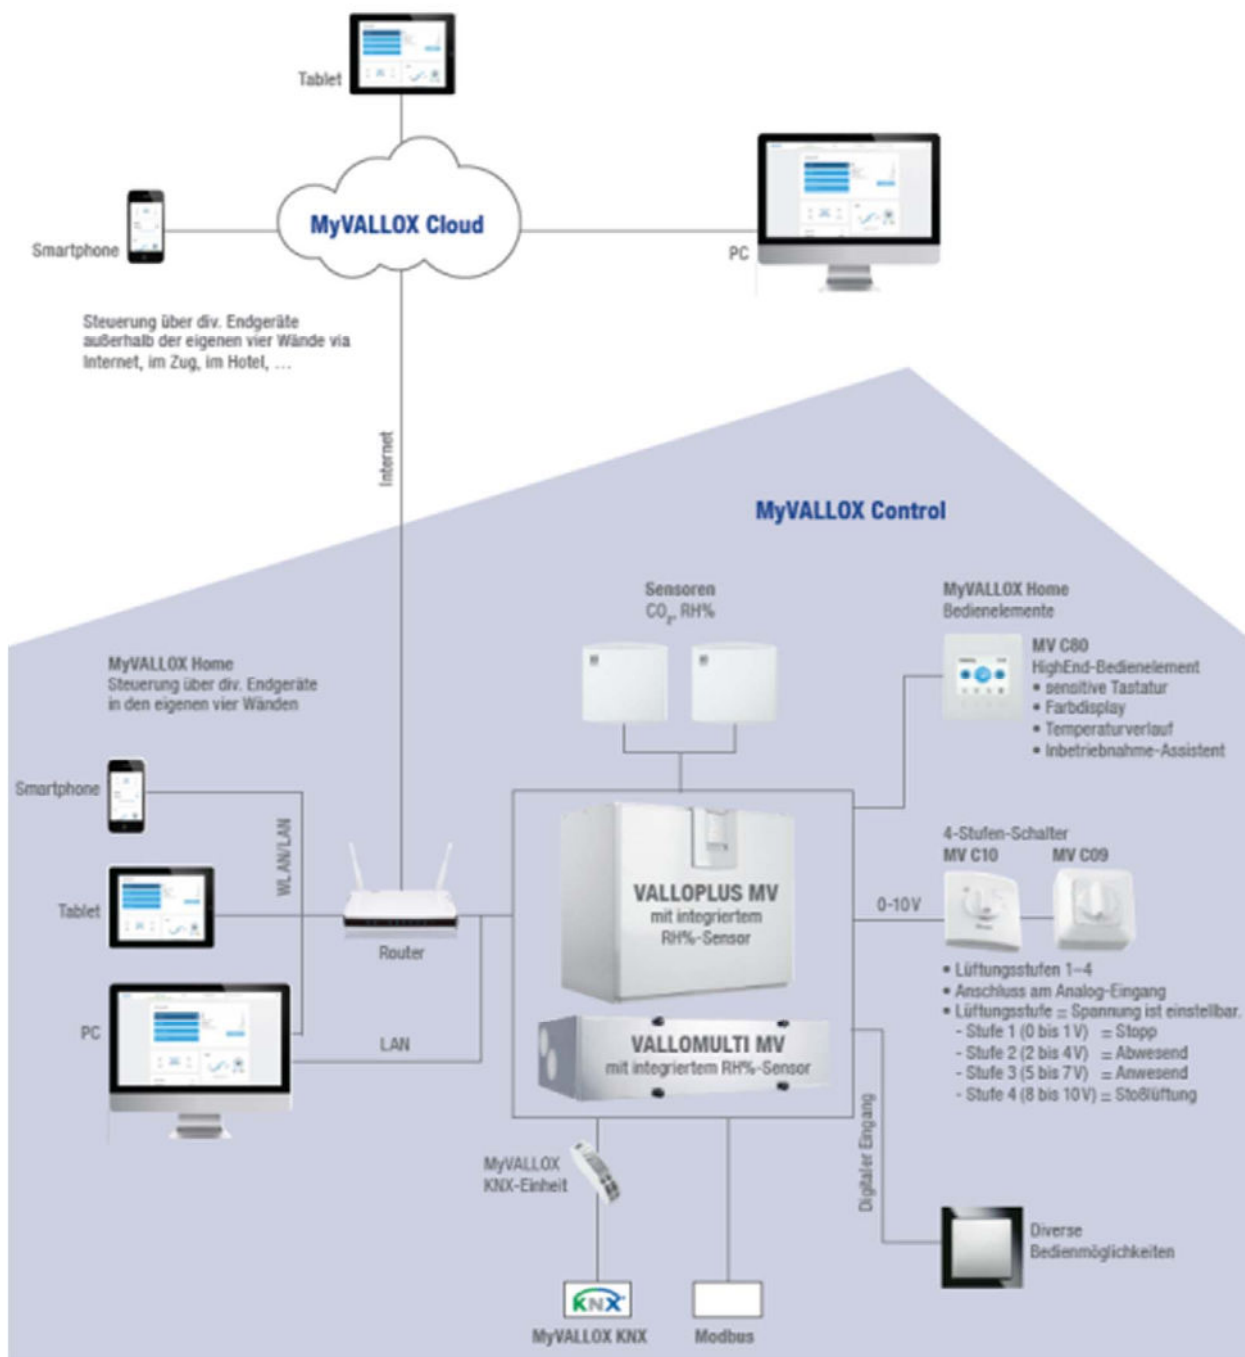 Tablet
MyVALLOX Cloud
Smartphone
PC
Steuerung über div. Endgeräte
außerhalb der eigenen vier Wände via
Internet, im Zug, im Hotel, ...
Internet
MyVALLOX Control
Sensoren
CO₂, RH%
MyVALLOX Home
Bedienelemente
MV C80
HighEnd-Bedienelement
• sensitive Tastatur
• Farbdisplay
• Temperaturverlauf
• Inbetriebnahme-Assistent
MyVALLOX Home
Steuerung über div. Endgeräte
in den eigenen vier Wänden
Smartphone
WLAN/LAN
Tablet
Router
PC
LAN
VALLOPLUS MV
mit integriertem
RH%-Sensor
VALLOMULTI MV
mit integriertem RH%-Sensor
4-Stufen-Schalter
MV C10 MV C09
0-10V
• Lüftungsstufen 1–4
• Anschluss am Analog-Eingang
• Lüftungsstufe = Spannung ist einstellbar.
- Stufe 1 (0 bis 1V) = Stopp
- Stufe 2 (2 bis 4V) = Abwesend
- Stufe 3 (5 bis 7V) = Anwesend
- Stufe 4 (8 bis 10V) = Stoßlüftung
Digitaler Eingang
MyVALLOX
KNX-Einheit
Diverse
Bedienmöglichkeiten
KNX
MyVALLOX KNX
Modbus